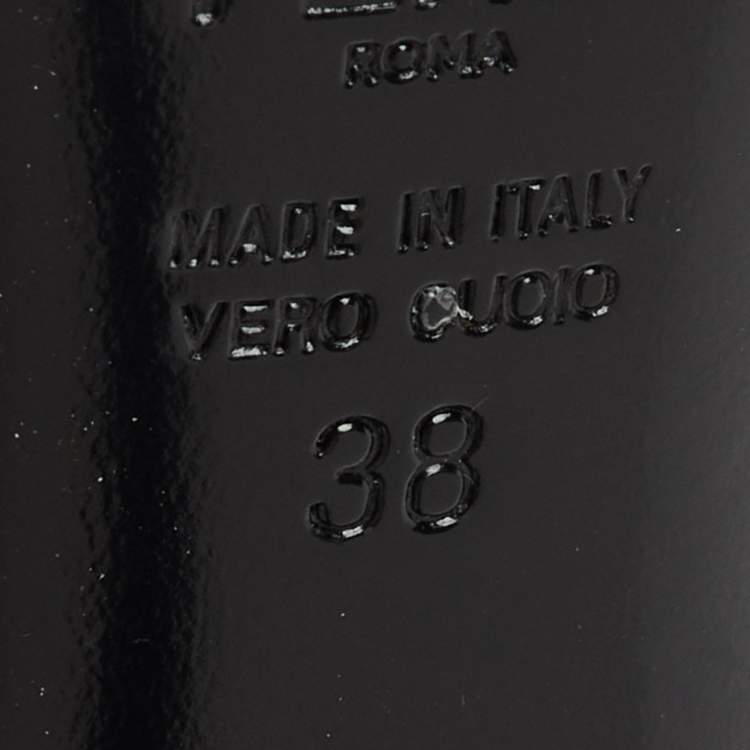 ROMA
MADE IN ITALY
VERO CUOIO
38